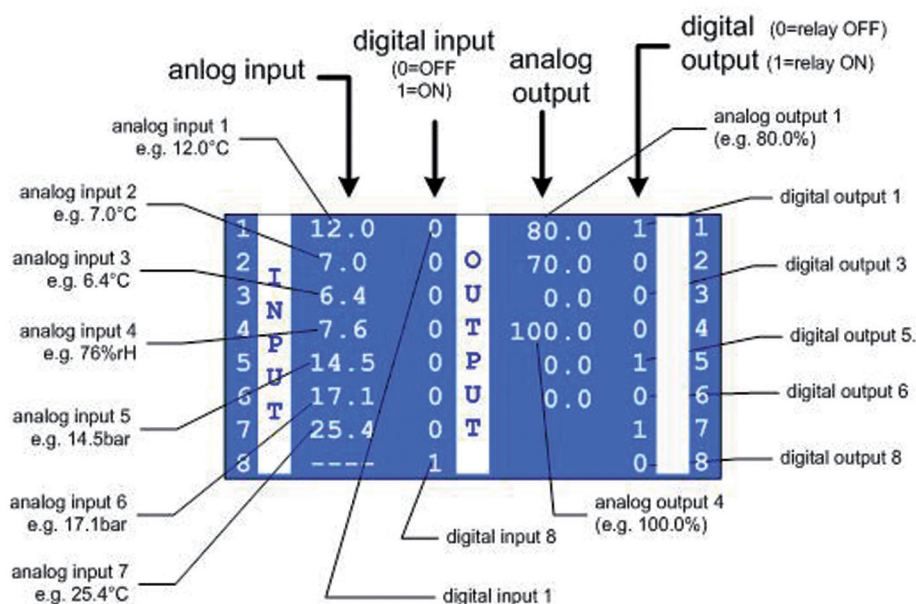 anlog input
digital input
(0=OFF
1=ON)
analog
output
digital (0=relay OFF)
output (1=relay ON)
analog input 1
e.g. 12.0°C
analog input 2
e.g. 7.0°C
analog input 3
e.g. 6.4°C
analog input 4
e.g. 76%rH
analog input 5
e.g. 14.5bar
analog input 6
e.g. 17.1bar
analog input 7
e.g. 25.4°C
INPUT
OUTPUT
1 12.0 0 80.0 1 1
2 7.0 0 70.0 0 2
3 6.4 0 0.0 0 3
4 7.6 0 100.0 0 4
5 14.5 0 0.0 1 5
6 17.1 0 0.0 0 6
7 25.4 0 1 7
8 ---- 1 0 8
analog output 1
(e.g. 80.0%)
digital output 1
digital output 3
digital output 5.
digital output 6
digital output 8
analog output 4
(e.g. 100.0%)
digital input 8
digital input 1